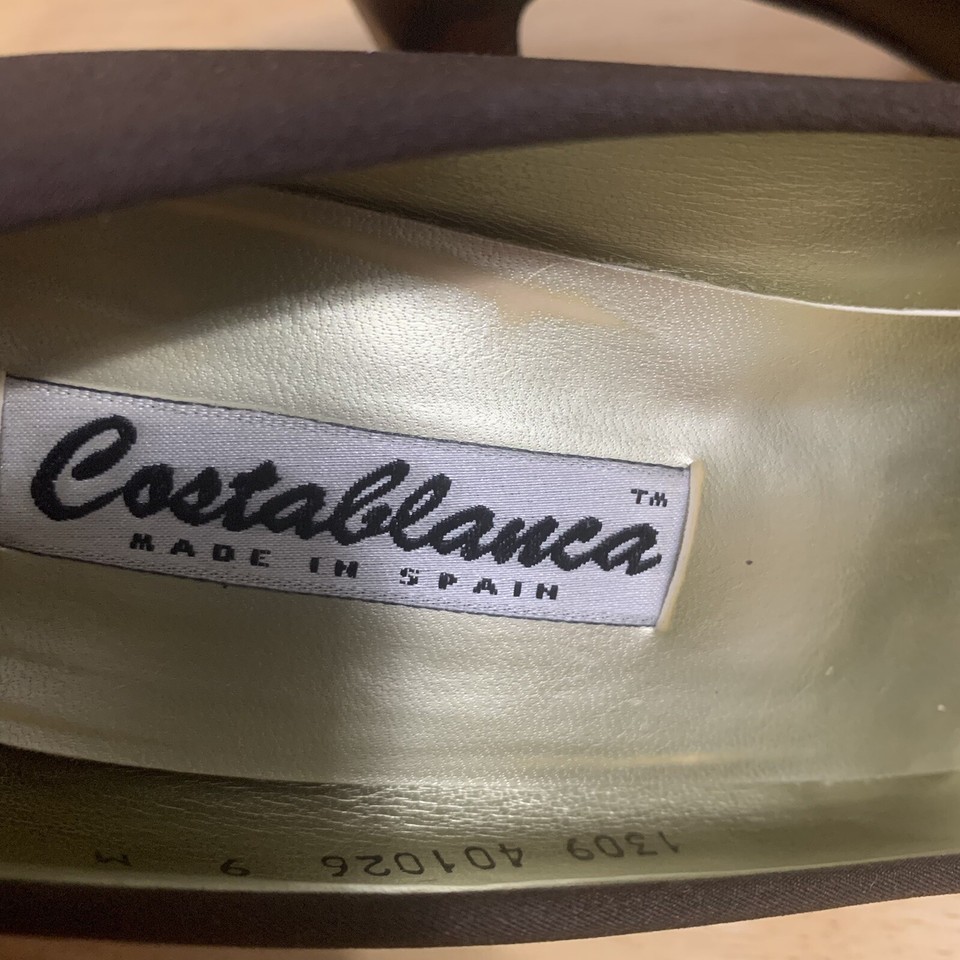 Costablanca TM
MADE IN SPAIN
1309 401026 9 M